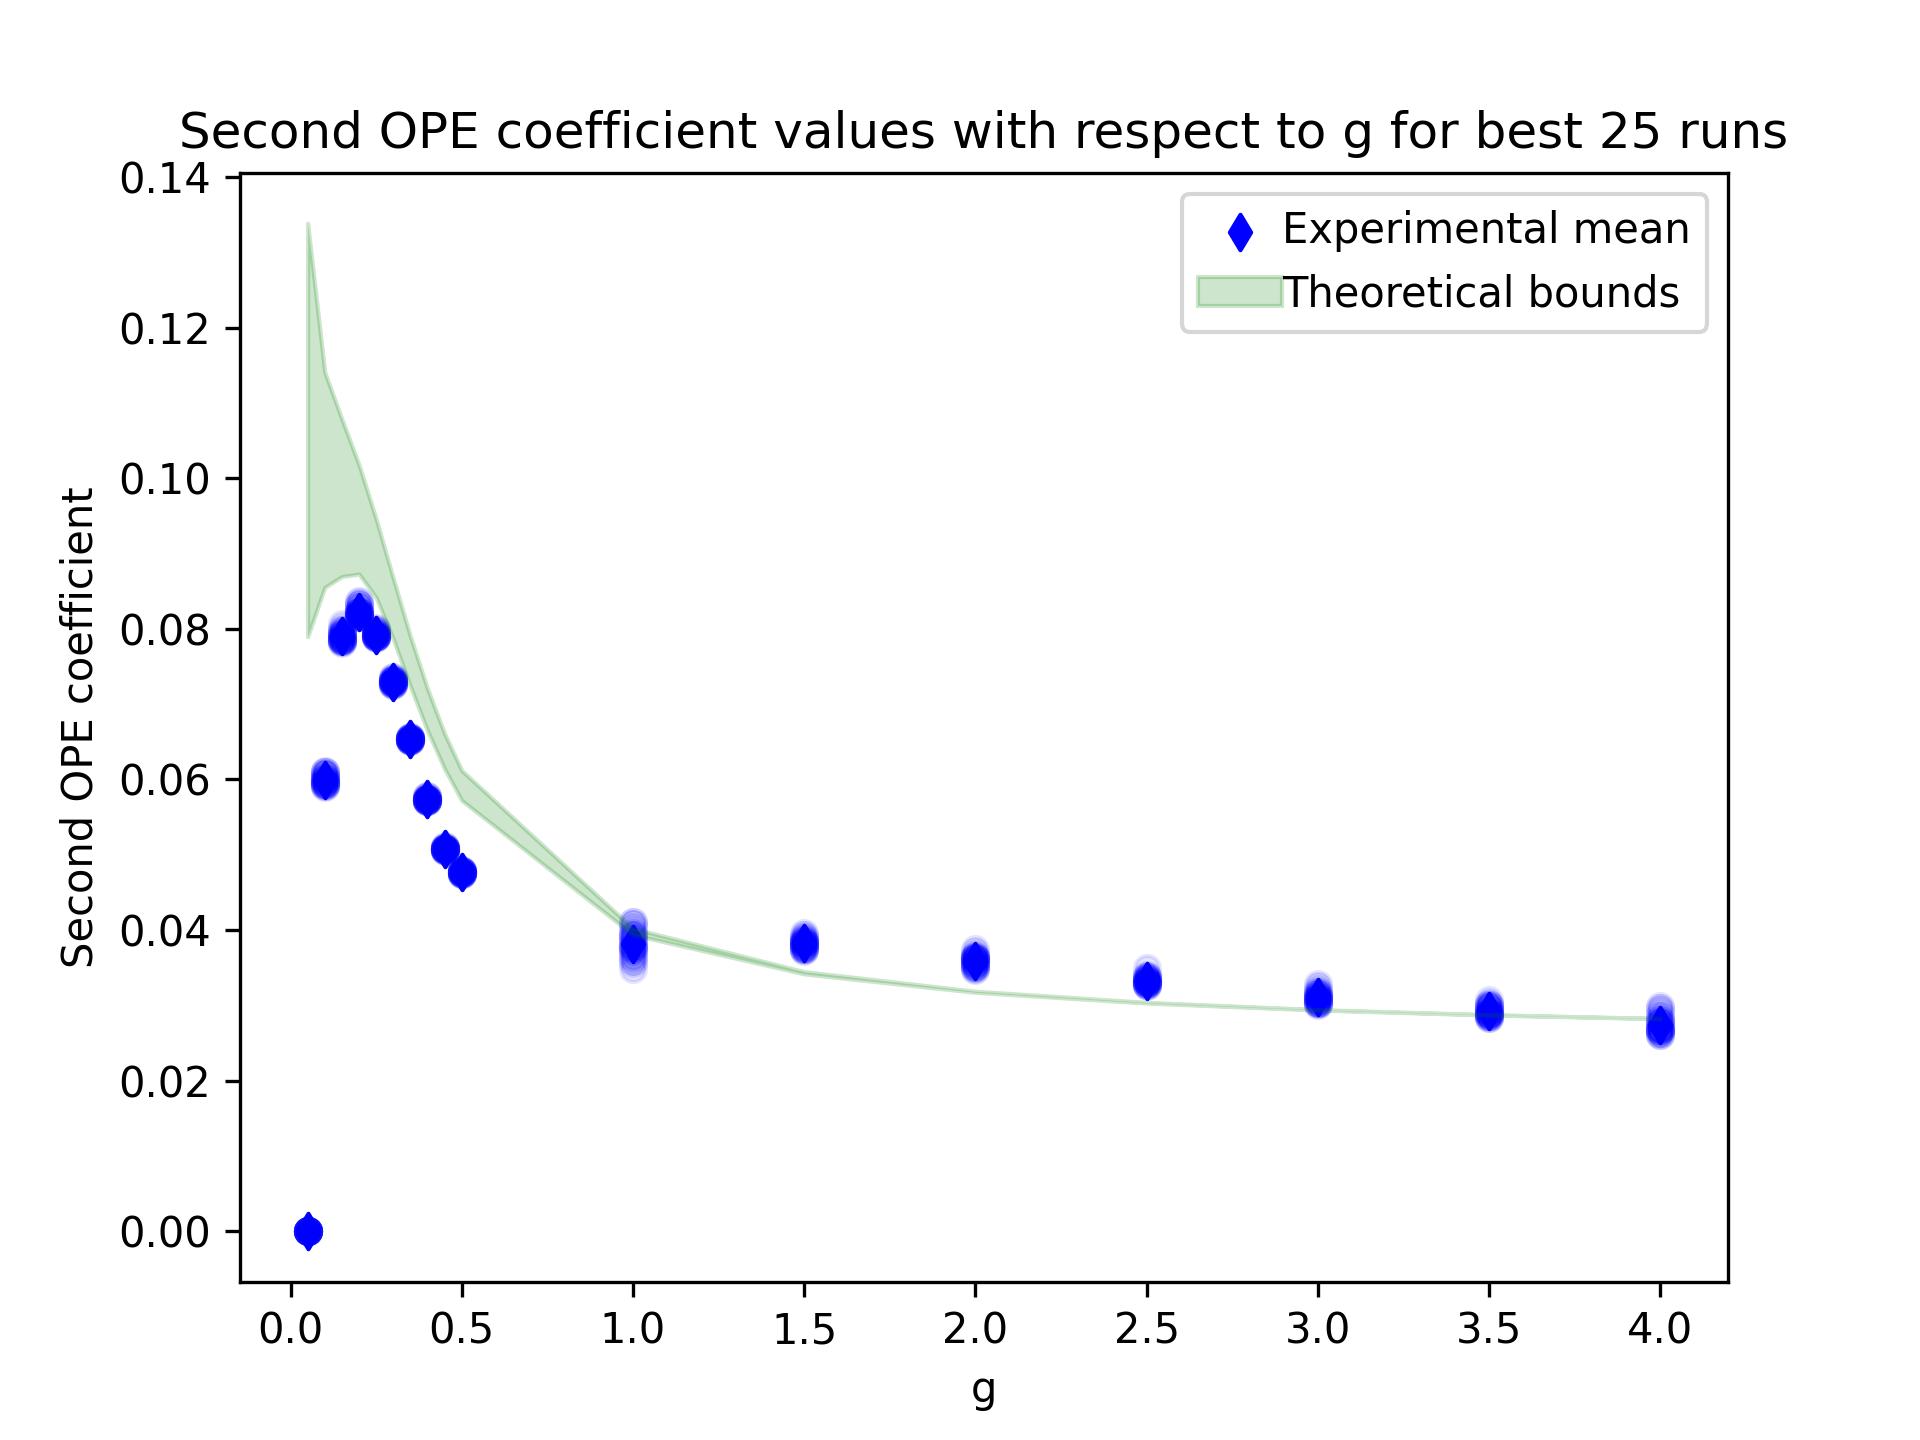 Second OPE coefficient values with respect to g for best 25 runs
Experimental mean
Theoretical bounds
Second OPE coefficient
0.14
0.12
0.10
0.08
0.06
0.04
0.02
0.00
0.0 0.5 1.0 1.5 2.0 2.5 3.0 3.5 4.0
g